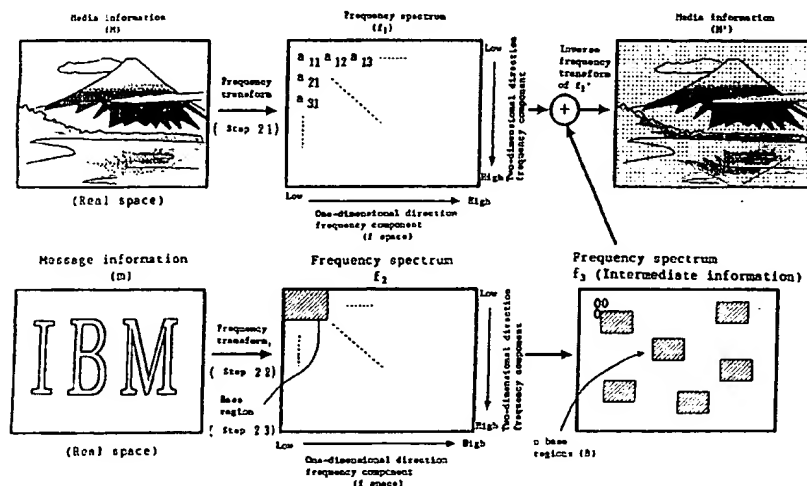 Media information
(M)
Frequency spectrum
(f1)
Media information
(M')
a11 a12 a13
a21
a31
Frequency
transform
( Step 21)
Low
High
Two-dimensional direction
frequency component
Inverse
frequency
transform
of f1'
+
(Real space)
Low
High
One-dimensional direction
frequency component
(f space)
(Real space)
Message information
(m)
Frequency spectrum
f2
Frequency spectrum
f3 (Intermediate information)
IBM
Frequency
transform,
( Step 22)
Base
region
( Step 23)
Low
High
Two-dimensional direction
frequency component
00
0
n base
regions (B)
(Real space)
Low
High
One-dimensional direction
frequency component
(f space)